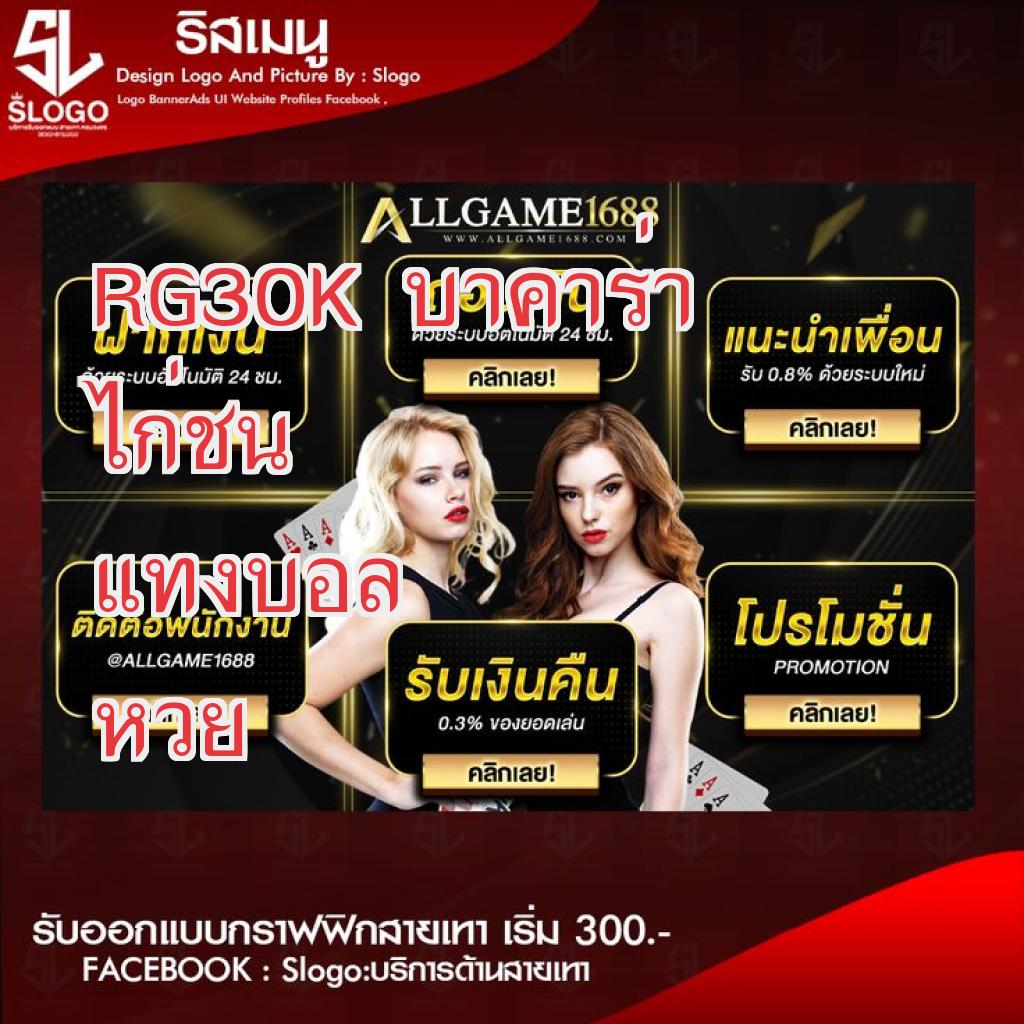 SL
SLOGO
ริสเมนู
Design Logo And Picture By : Slogo
Logo BannerAds UI Website Profiles Facebook .
ALLGAME1688
WWW.ALLGAME1688.COM
RG30K บาคาร่า
ไก่ชน
แทงบอล
หวย
ฝากเงิน
ด้วยระบบอัตโนมัติ 24 ชม.
ด้วยระบบอัตโนมัติ 24 ชม.
คลิกเลย!
แนะนำเพื่อน
รับ 0.8% ด้วยระบบใหม่
คลิกเลย!
ติดต่อพนักงาน
@ALLGAME1688
รับเงินคืน
0.3% ของยอดเล่น
คลิกเลย!
โปรโมชั่น
PROMOTION
คลิกเลย!
รับออกแบบกราฟฟิกสายเทา เริ่ม 300.-
FACEBOOK : Slogo:บริการด้านสายเทา